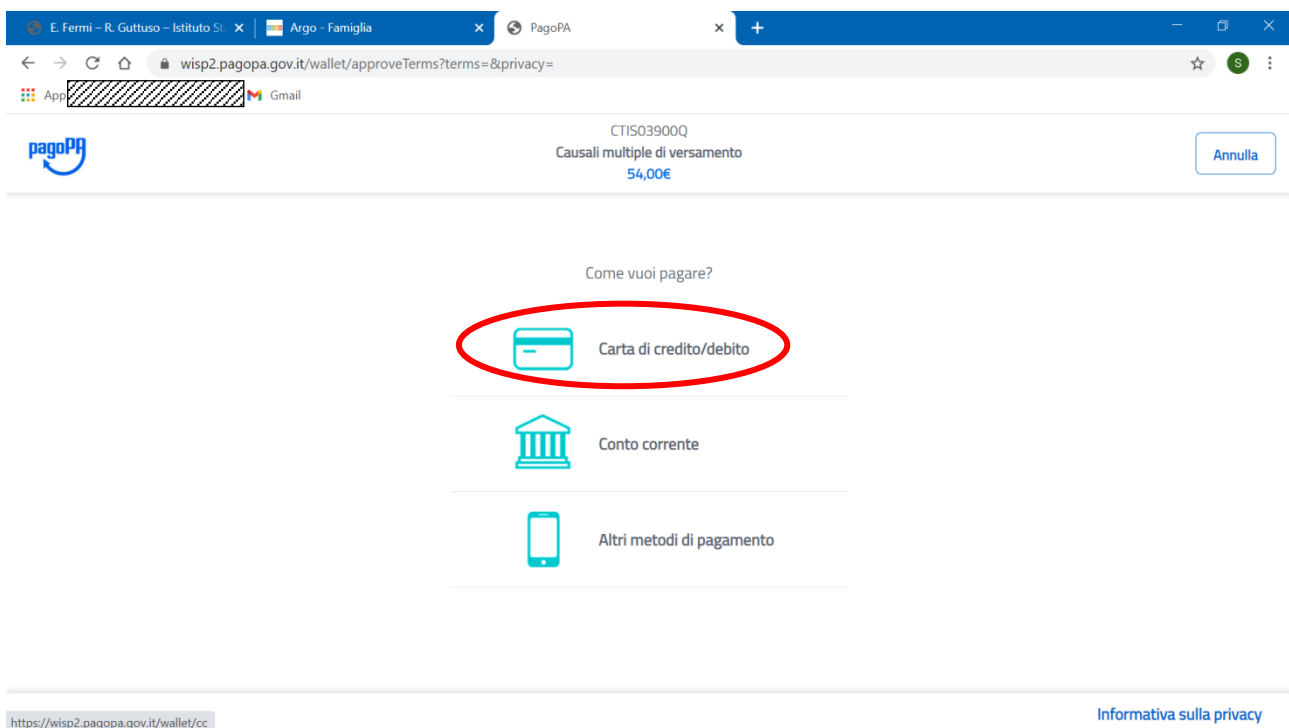 E. Fermi – R. Guttuso – Istituto St
Argo - Famiglia
PagoPA
wisp2.pagopa.gov.it/wallet/approveTerms?terms=&privacy=
S
App
Gmail
pagoPA
CTIS03900Q
Causali multiple di versamento
54,00€
Annulla
Come vuoi pagare?
Carta di credito/debito
Conto corrente
Altri metodi di pagamento
Informativa sulla privacy
https://wisp2.pagopa.gov.it/wallet/cc